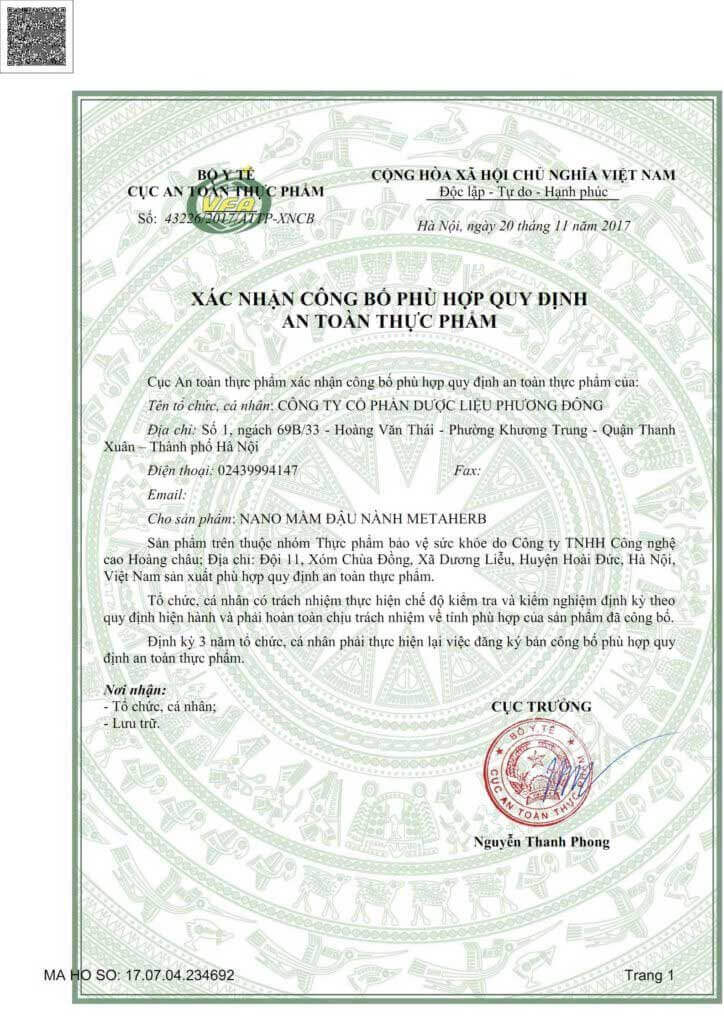 BỘ Y TẾ
CỤC AN TOÀN THỰC PHẨM
VFA
Số: 43226/2017/ATTP-XNCB
CỘNG HÒA XÃ HỘI CHỦ NGHĨA VIỆT NAM
Độc lập - Tự do - Hạnh phúc
Hà Nội, ngày 20 tháng 11 năm 2017
XÁC NHẬN CÔNG BỐ PHÙ HỢP QUY ĐỊNH
AN TOÀN THỰC PHẨM
Cục An toàn thực phẩm xác nhận công bố phù hợp quy định an toàn thực phẩm của:
Tên tổ chức, cá nhân: CÔNG TY CỔ PHẦN DƯỢC LIỆU PHƯƠNG ĐÔNG
Địa chỉ: Số 1, ngách 69B/33 - Hoàng Văn Thái - Phường Khương Trung - Quận Thanh
Xuân – Thành phố Hà Nội
Điện thoại: 02439994147 Fax:
Email:
Cho sản phẩm: NANO MẦM ĐẬU NÀNH METAHERB
Sản phẩm trên thuộc nhóm Thực phẩm bảo vệ sức khỏe do Công ty TNHH Công nghệ
cao Hoàng châu; Địa chỉ: Đội 11, Xóm Chùa Đồng, Xã Dương Liễu, Huyện Hoài Đức, Hà Nội,
Việt Nam sản xuất phù hợp quy định an toàn thực phẩm.
Tổ chức, cá nhân có trách nhiệm thực hiện chế độ kiểm tra và kiểm nghiệm định kỳ theo
quy định hiện hành và phải hoàn toàn chịu trách nhiệm về tính phù hợp của sản phẩm đã công bố.
Định kỳ 3 năm tổ chức, cá nhân phải thực hiện lại việc đăng ký bản công bố phù hợp quy
định an toàn thực phẩm.
Nơi nhận:
- Tổ chức, cá nhân;
- Lưu trữ.
CỤC TRƯỞNG
BỘ Y TẾ
CỤC AN TOÀN THỰC PHẨM
Nguyễn Thanh Phong
MA HO SO: 17.07.04.234692
Trang 1